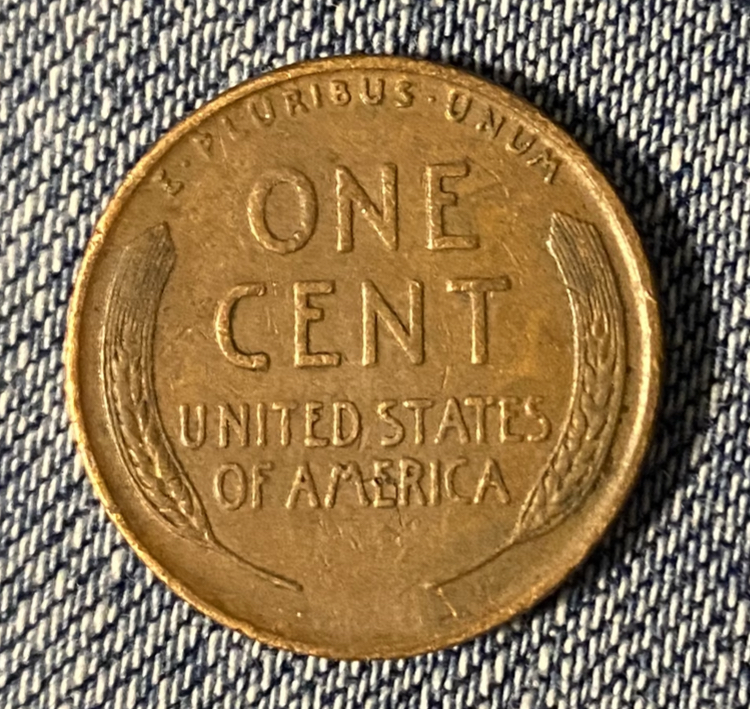 E·PLURIBUS·UNUM
ONE
CENT
UNITED STATES
OF AMERICA